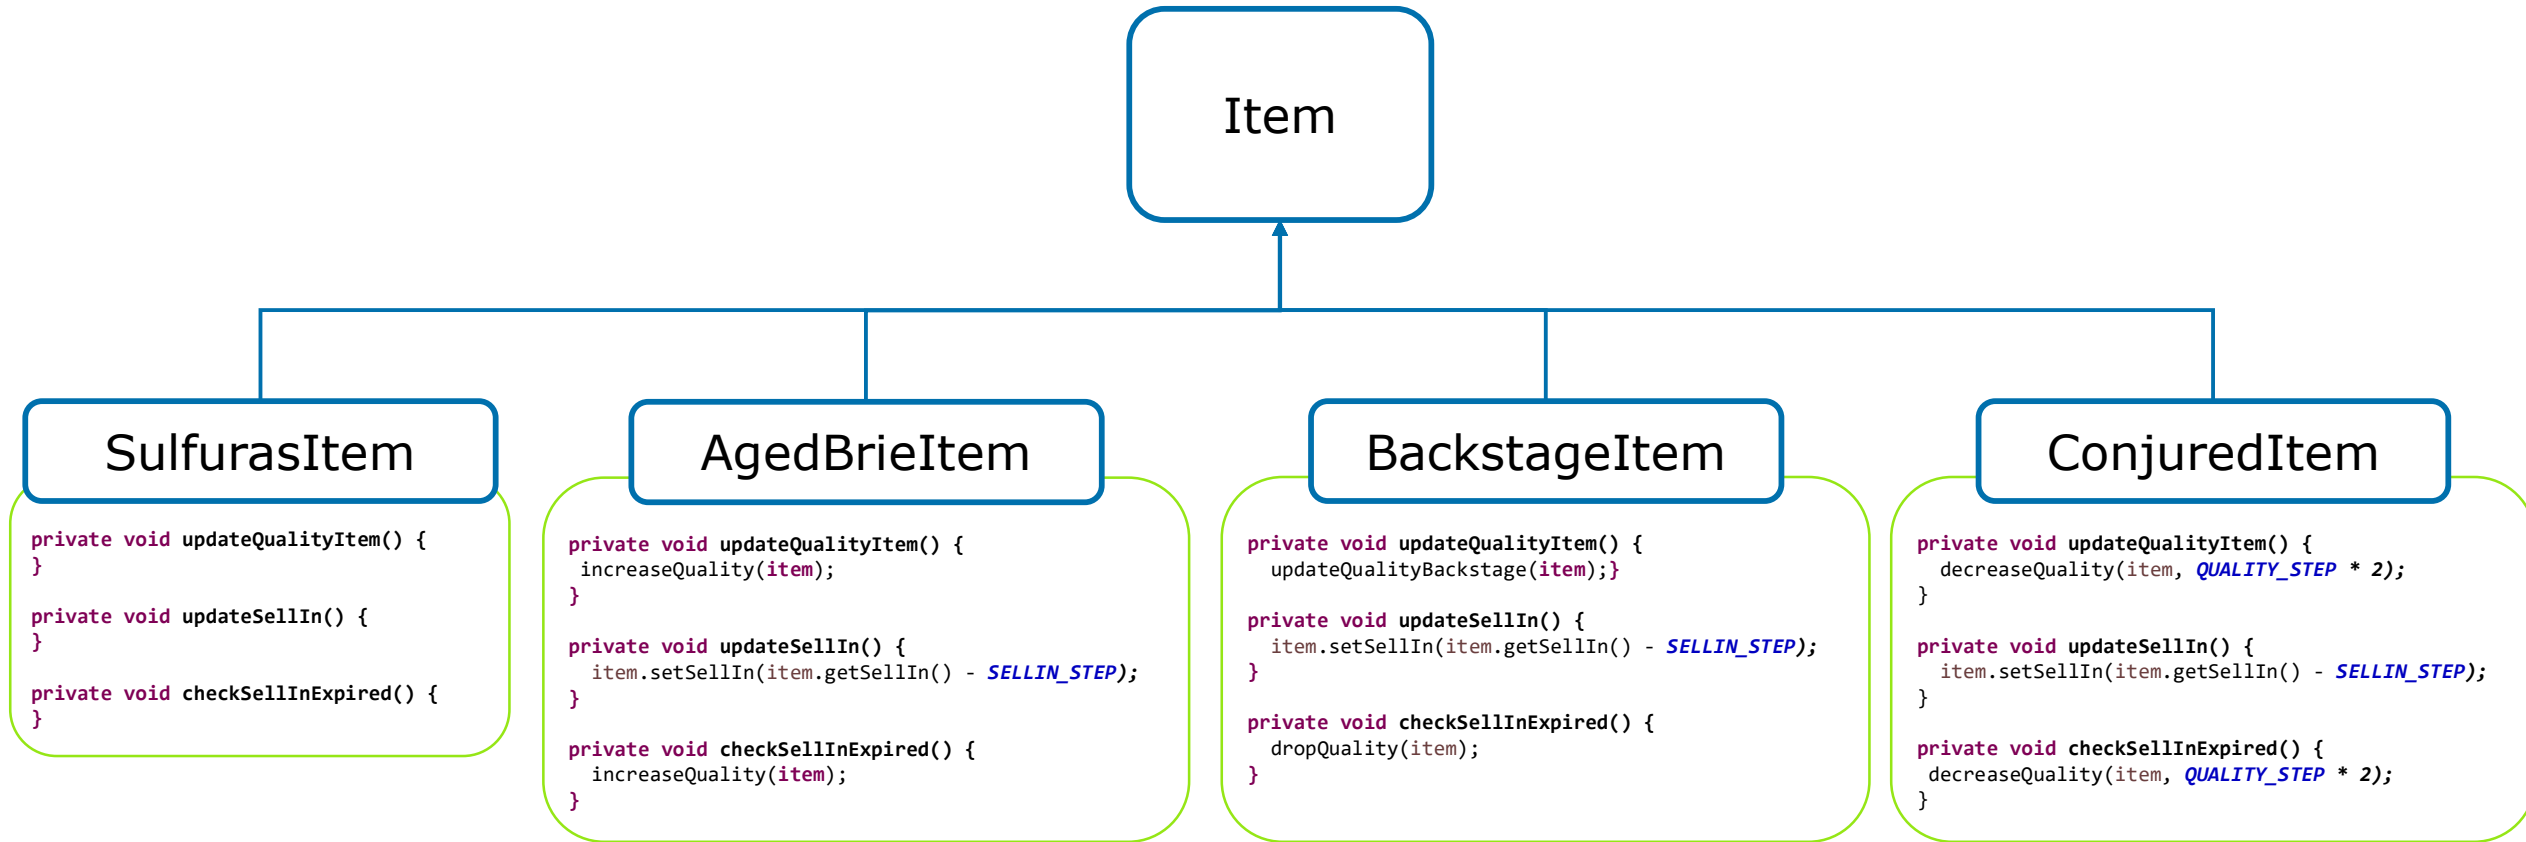 Item
SulfurasItem
private void updateQualityItem() {
}
private void updateSellIn() {
}
private void checkSellInExpired() {
}
AgedBrieItem
private void updateQualityItem() {
increaseQuality(item);
}
private void updateSellIn() {
item.setSellIn(item.getSellIn() - SELLIN_STEP);
}
private void checkSellInExpired() {
increaseQuality(item);
}
BackstageItem
private void updateQualityItem() {
updateQualityBackstage(item);}
private void updateSellIn() {
item.setSellIn(item.getSellIn() - SELLIN_STEP);
}
private void checkSellInExpired() {
dropQuality(item);
}
ConjuredItem
private void updateQualityItem() {
decreaseQuality(item, QUALITY_STEP * 2);
}
private void updateSellIn() {
item.setSellIn(item.getSellIn() - SELLIN_STEP);
}
private void checkSellInExpired() {
decreaseQuality(item, QUALITY_STEP * 2);
}